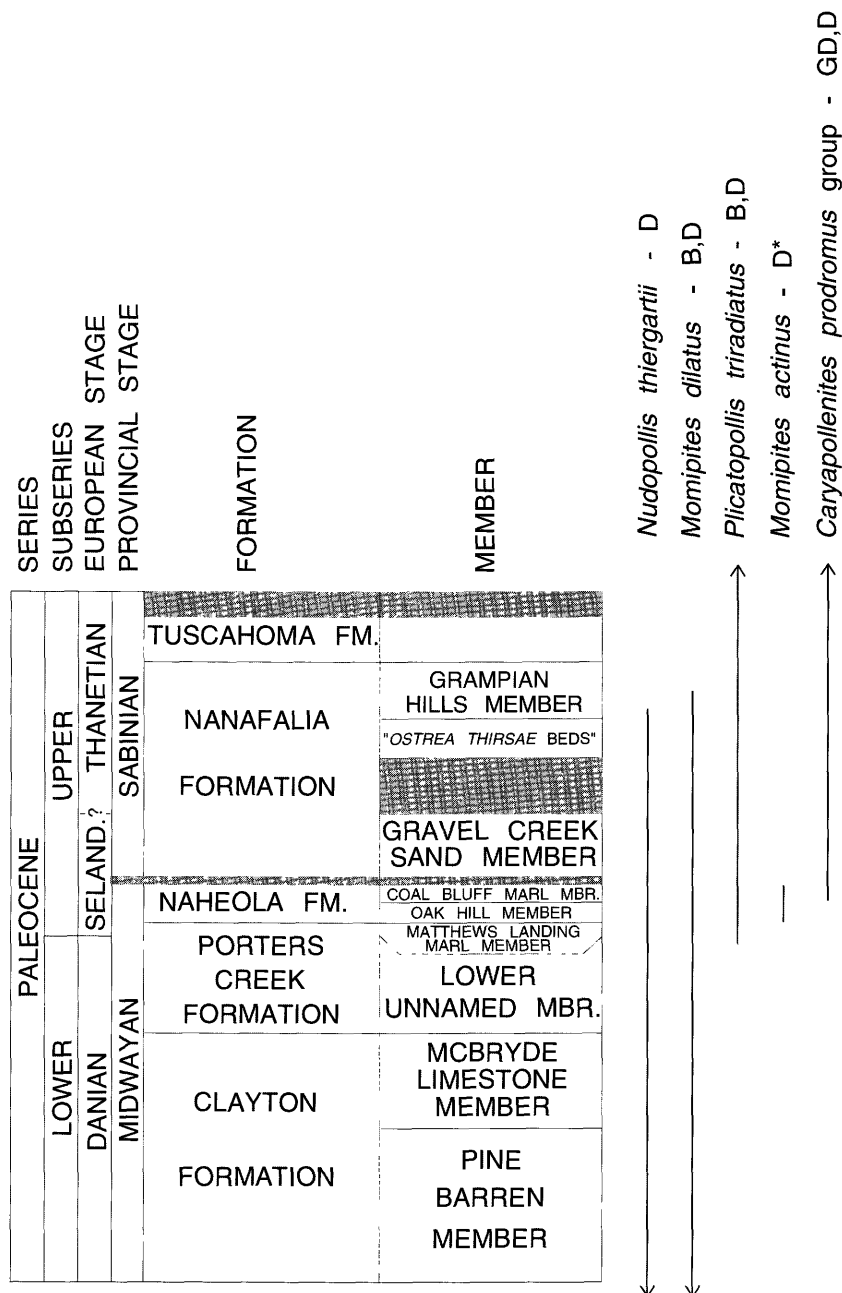 SERIES
SUBSERIES
EUROPEAN STAGE
PROVINCIAL STAGE
FORMATION
MEMBER
Nudopollis thiergartii - D
Momipites dilatus - B,D
Plicatopollis triradiatus - B,D
Momipites actinus - D*
Caryapollenites prodromus group - GD,D
PALEOCENE
UPPER
LOWER
THANETIAN
SELAND.?
DANIAN
SABINIAN
MIDWAYAN
TUSCAHOMA FM.
NANAFALIA
FORMATION
NAHEOLA FM.
PORTERS
CREEK
FORMATION
CLAYTON
FORMATION
GRAMPIAN
HILLS MEMBER
"OSTREA THIRSAE BEDS"
GRAVEL CREEK
SAND MEMBER
COAL BLUFF MARL MBR.
OAK HILL MEMBER
MATTHEWS LANDING
MARL MEMBER
LOWER
UNNAMED MBR.
MCBRYDE
LIMESTONE
MEMBER
PINE
BARREN
MEMBER